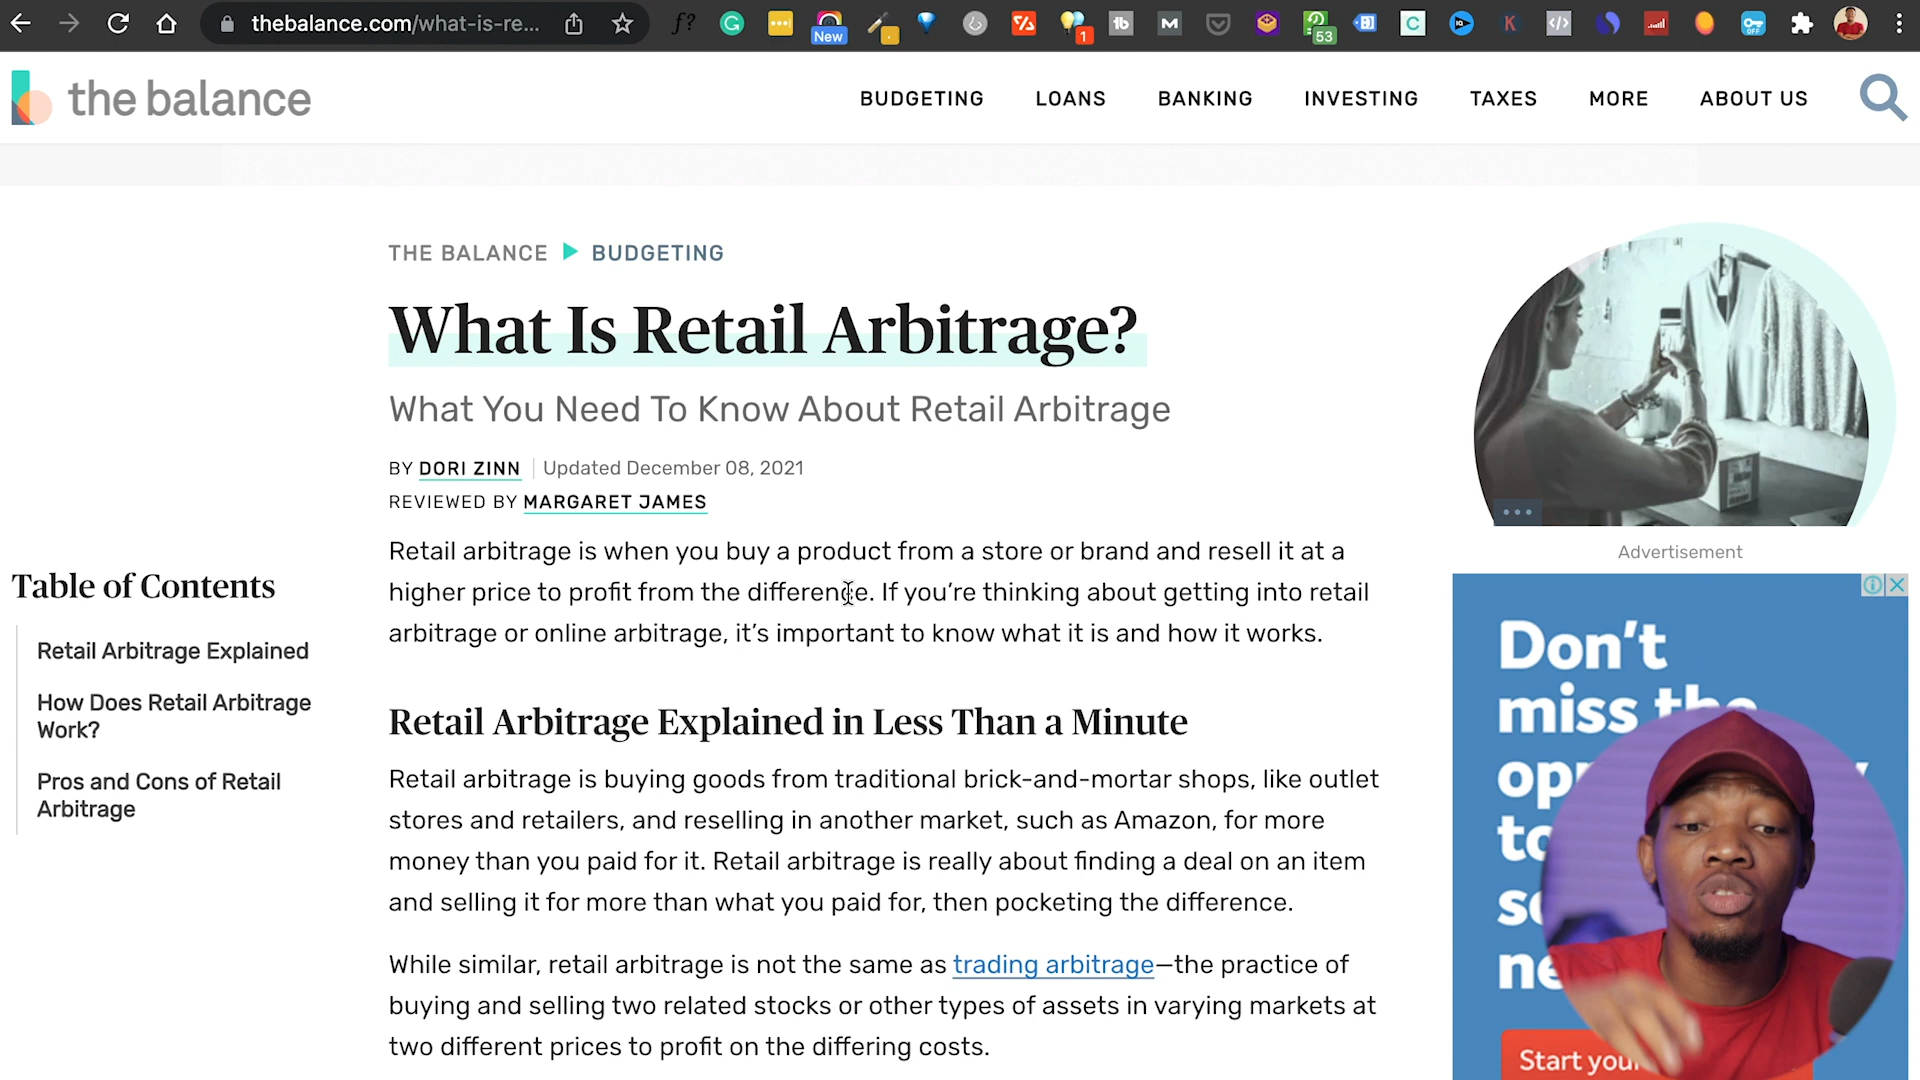 thebalance.com/what-is-re...
New
1
53
the balance
BUDGETING LOANS BANKING INVESTING TAXES MORE ABOUT US
THE BALANCE BUDGETING
What Is Retail Arbitrage?
What You Need To Know About Retail Arbitrage
BY DORI ZINN Updated December 08, 2021
REVIEWED BY MARGARET JAMES
Retail arbitrage is when you buy a product from a store or brand and resell it at a
higher price to profit from the difference. If you’re thinking about getting into retail
arbitrage or online arbitrage, it’s important to know what it is and how it works.
Table of Contents
Retail Arbitrage Explained
How Does Retail Arbitrage
Work?
Pros and Cons of Retail
Arbitrage
Retail Arbitrage Explained in Less Than a Minute
Retail arbitrage is buying goods from traditional brick-and-mortar shops, like outlet
stores and retailers, and reselling in another market, such as Amazon, for more
money than you paid for it. Retail arbitrage is really about finding a deal on an item
and selling it for more than what you paid for, then pocketing the difference.
While similar, retail arbitrage is not the same as trading arbitrage—the practice of
buying and selling two related stocks or other types of assets in varying markets at
two different prices to profit on the differing costs.
Advertisement
Don’t
miss the
Start your